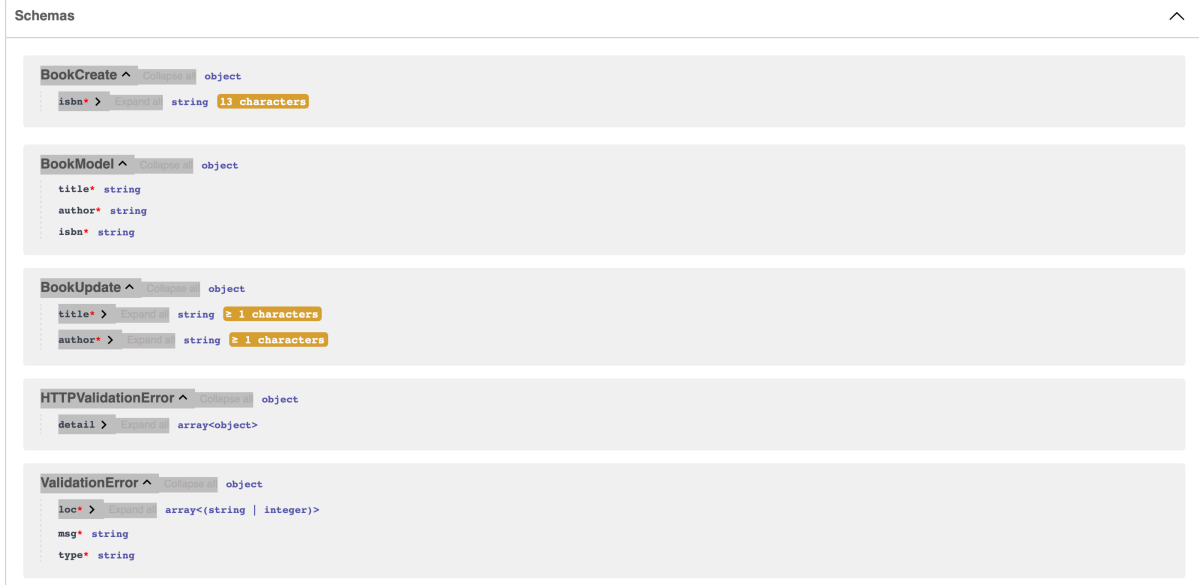 Schemas
BookCreate Collapse all object
isbn* Expand all string 13 characters
BookModel Collapse all object
title* string
author* string
isbn* string
BookUpdate Collapse all object
title* Expand all string ≥ 1 characters
author* Expand all string ≥ 1 characters
HTTPValidationError Collapse all object
detail Expand all array<object>
ValidationError Collapse all object
loc* Expand all array<(string | integer)>
msg* string
type* string